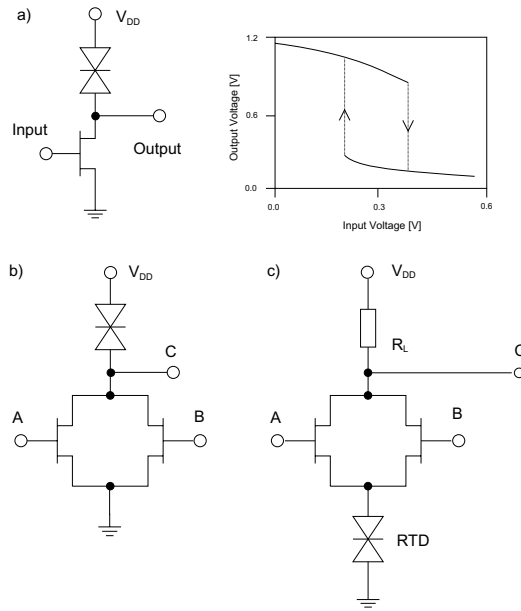 a)
V_DD
Input
Output
Output Voltage [V]
1.2
0.6
0.0
0.0
0.3
0.6
Input Voltage [V]
b)
V_DD
C
A
B
c)
V_DD
R_L
C
A
B
RTD